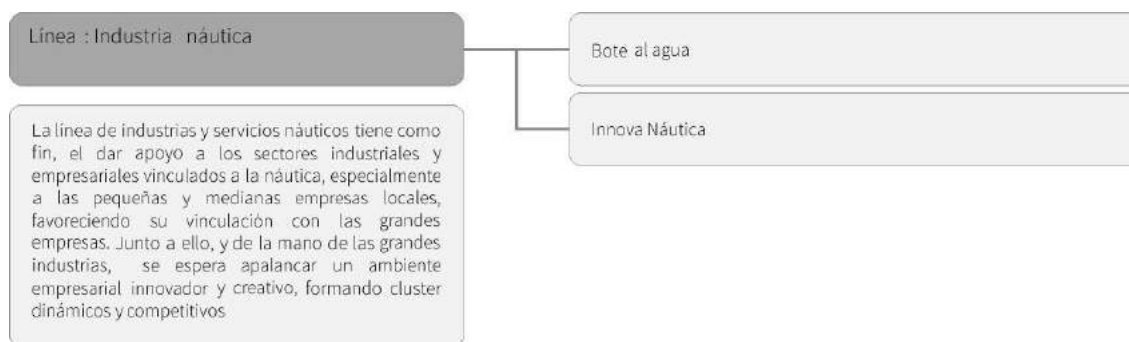 Línea : Industria náutica
La línea de industrias y servicios náuticos tiene como
fin, el dar apoyo a los sectores industriales y
empresariales vinculados a la náutica, especialmente
a las pequeñas y medianas empresas locales,
favoreciendo su vinculación con las grandes
empresas. Junto a ello, y de la mano de las grandes
industrias, se espera apalancar un ambiente
empresarial innovador y creativo, formando cluster
dinámicos y competitivos
Bote al agua
Innova Náutica